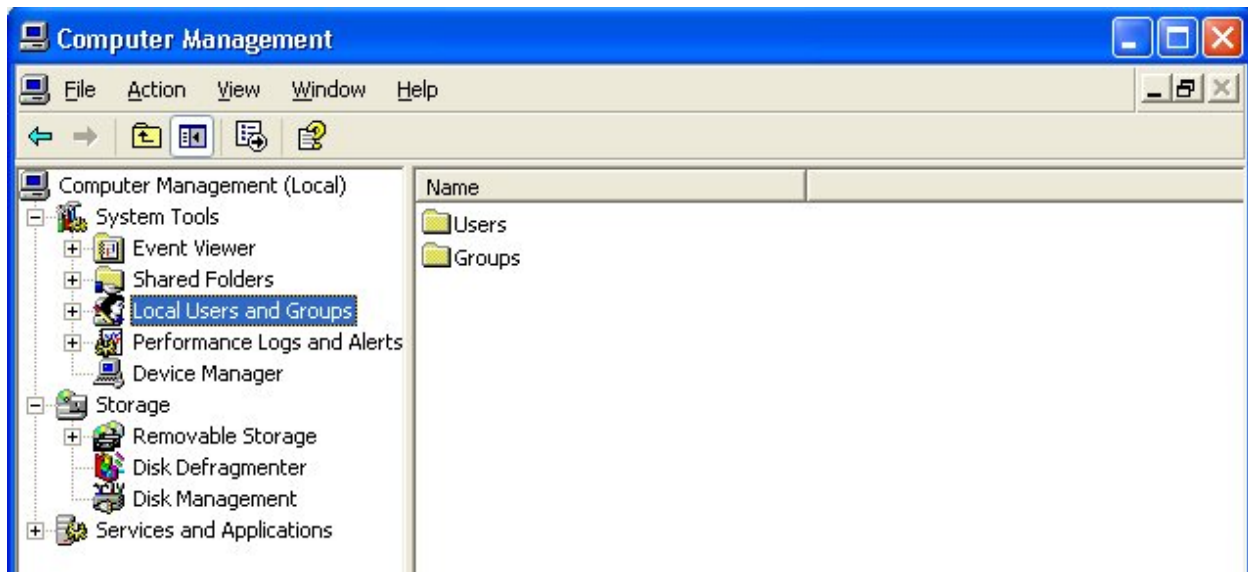 Computer Management
File Action View Window Help
Computer Management (Local)
System Tools
Event Viewer
Shared Folders
Local Users and Groups
Performance Logs and Alerts
Device Manager
Storage
Removable Storage
Disk Defragmenter
Disk Management
Services and Applications
Name
Users
Groups